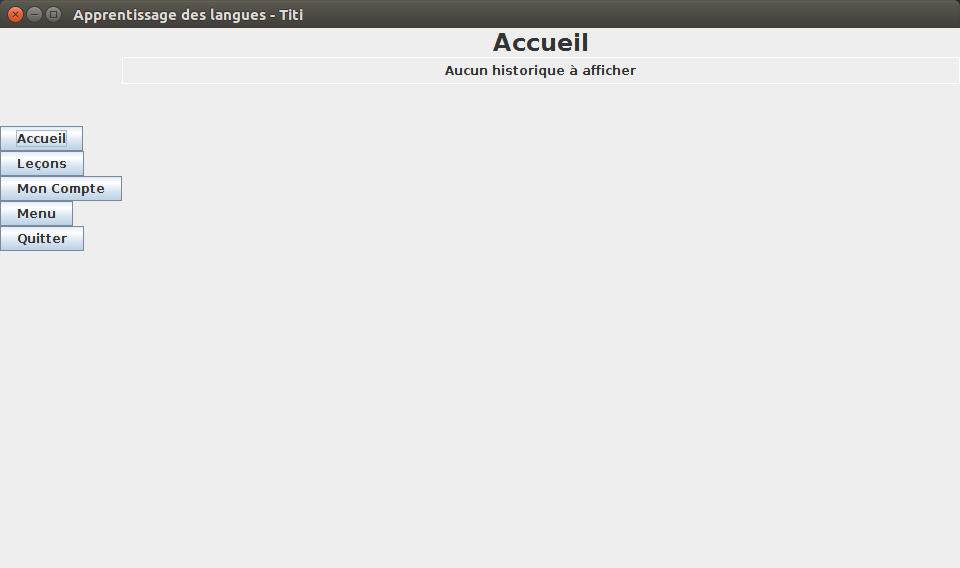 Apprentissage des langues - Titi
Accueil
Aucun historique à afficher
Accueil
Leçons
Mon Compte
Menu
Quitter